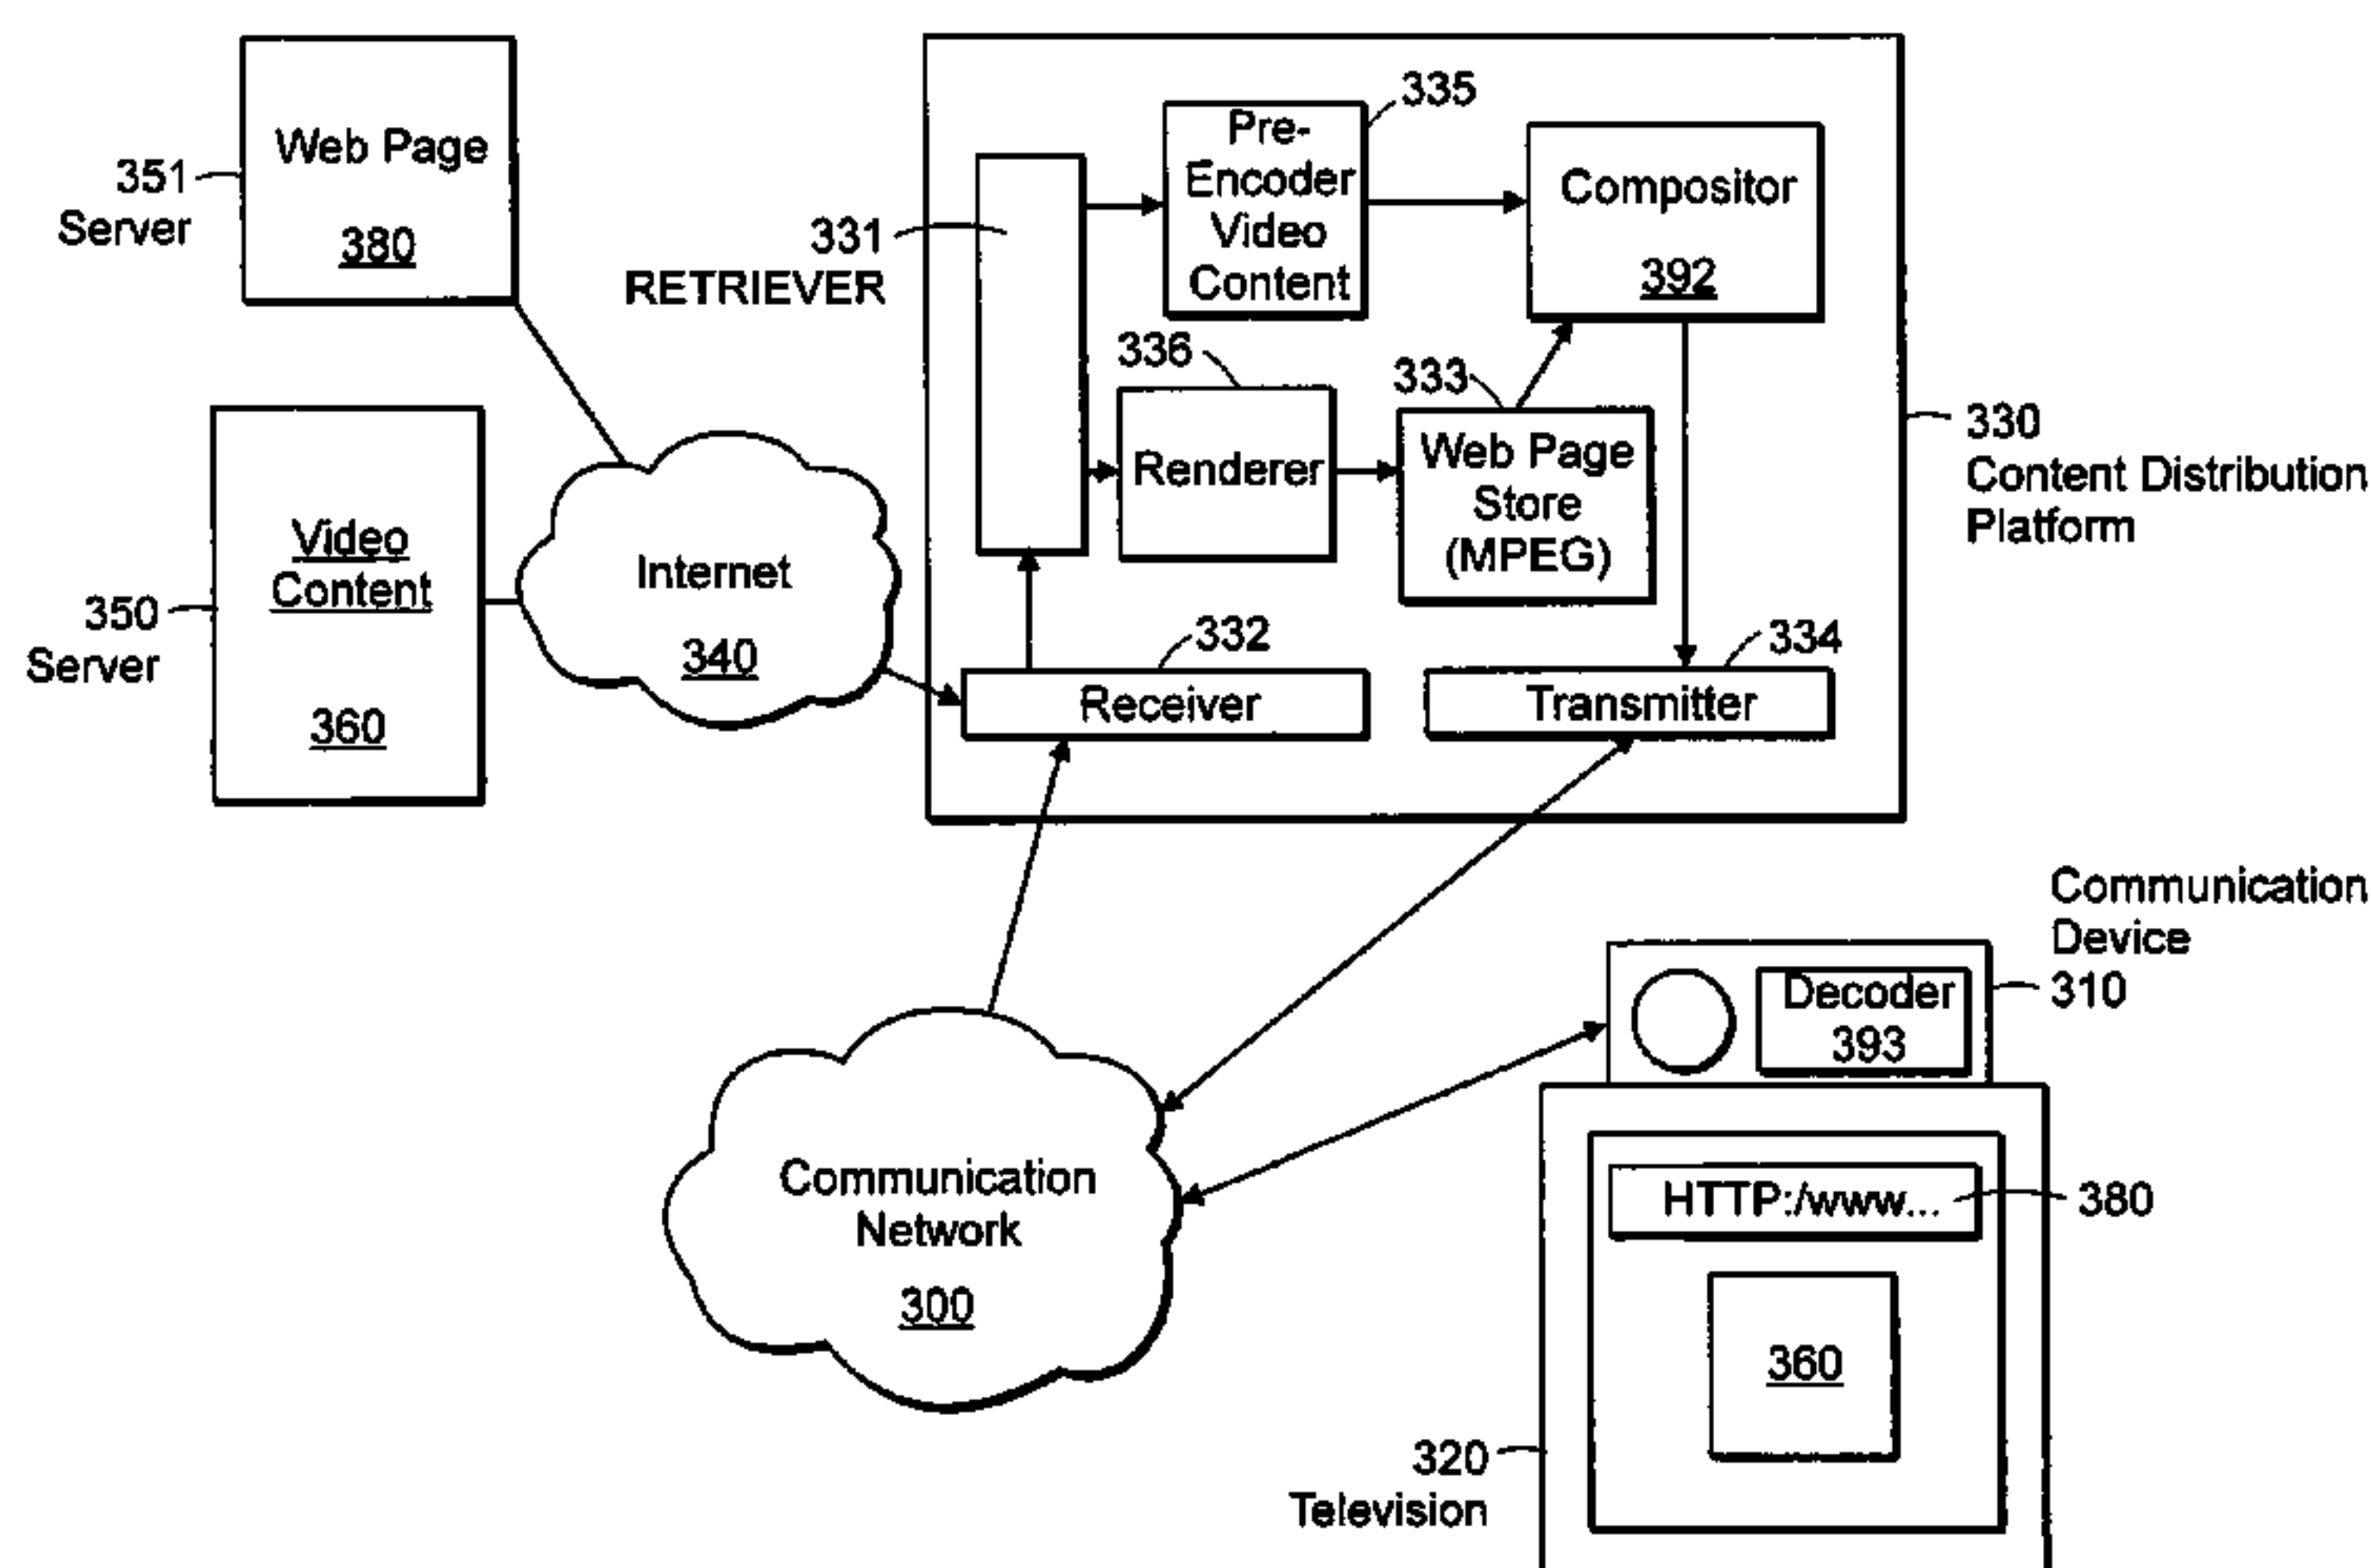 Web Page
380
351
Server
Video
Content
360
350
Server
Internet
340
331
RETRIEVER
Pre-
Encoder
Video
Content
335
Compositor
392
336
Renderer
333
Web Page
Store
(MPEG)
332
Receiver
334
Transmitter
330
Content Distribution
Platform
Communication
Network
300
Communication
Device
310
Decoder
393
HTTP:/www...
380
360
320
Television